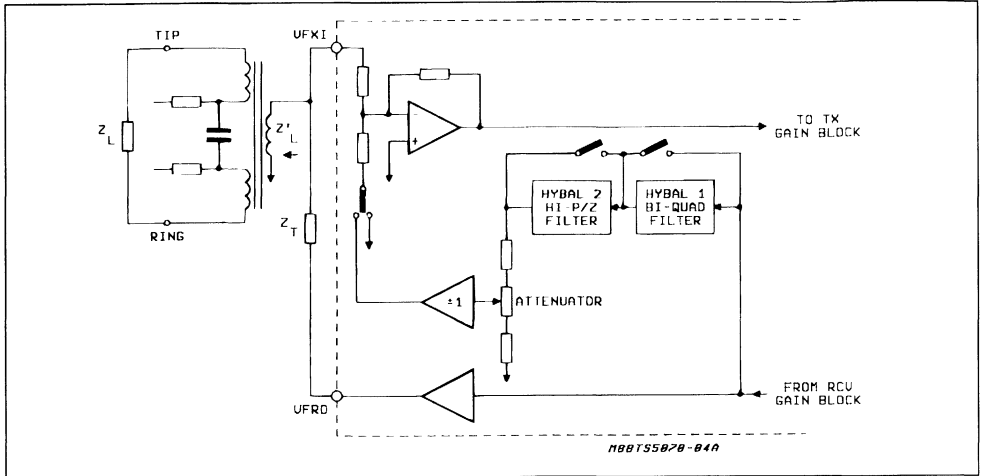 TIP
VFXI
Z L
Z' L
-
+
TO TX
GAIN BLOCK
HYBAL 2
HI-P/Z
FILTER
HYBAL 1
BI-QUAD
FILTER
RING
Z T
±1
ATTENUATOR
VFRO
FROM RCV
GAIN BLOCK
M88TS5070-04A